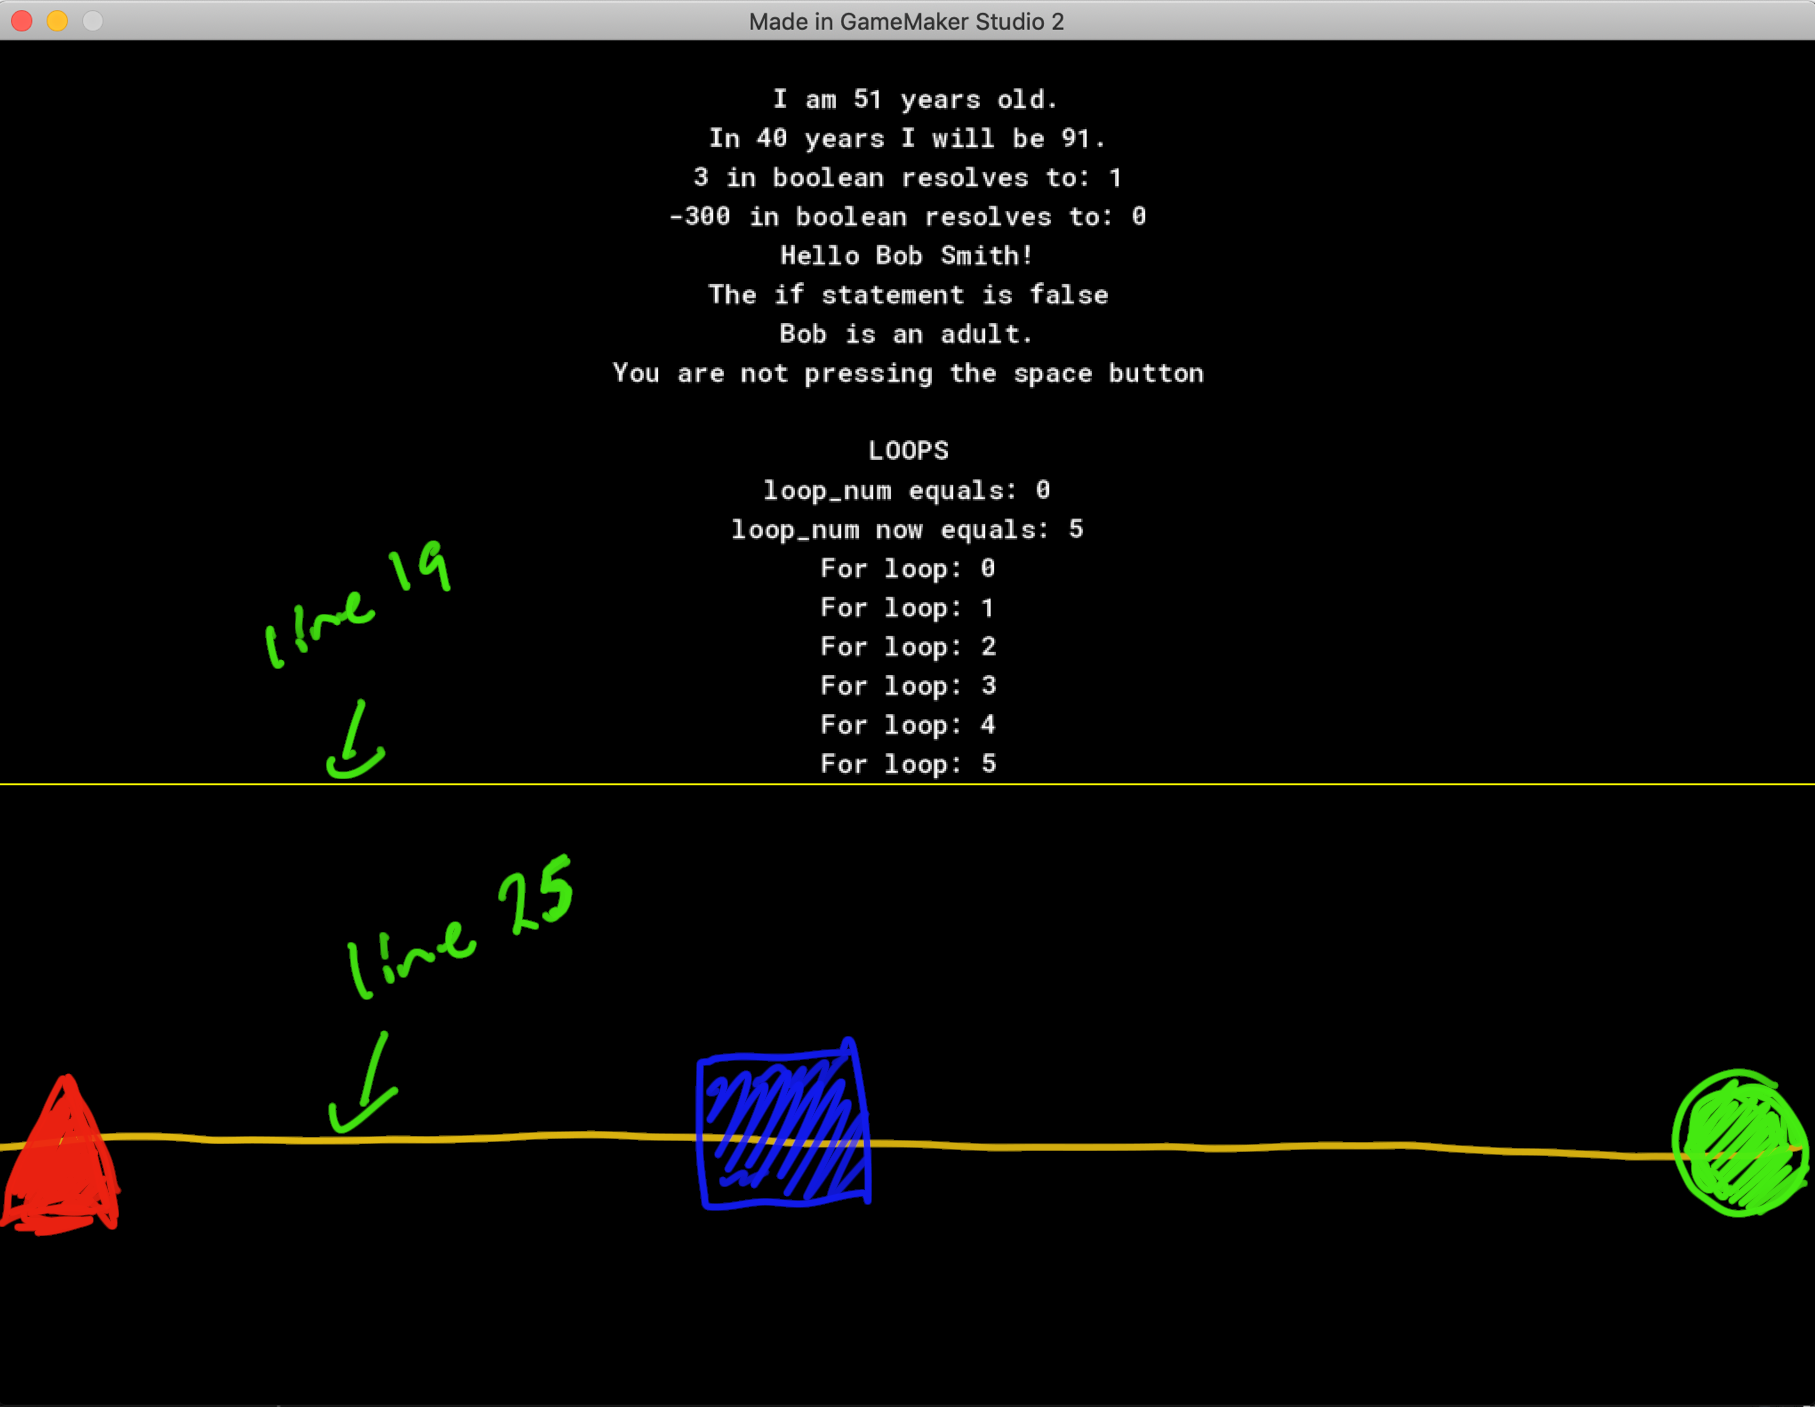 Made in GameMaker Studio 2
I am 51 years old.
In 40 years I will be 91.
3 in boolean resolves to: 1
-300 in boolean resolves to: 0
Hello Bob Smith!
The if statement is false
Bob is an adult.
You are not pressing the space button
LOOPS
loop_num equals: 0
loop_num now equals: 5
For loop: 0
For loop: 1
For loop: 2
For loop: 3
For loop: 4
For loop: 5
line 19
line 25